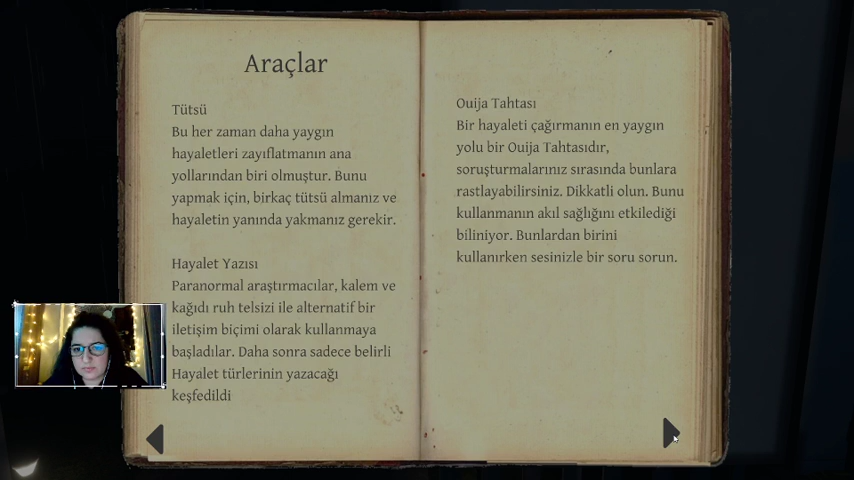 Araçlar
Tütsü
Bu her zaman daha yaygın
hayaletleri zayıflatmanın ana
yollarından biri olmuştur. Bunu
yapmak için, birkaç tütsü almanız ve
hayaletin yanında yakmanız gerekir.
Hayalet Yazısı
Paranormal araştırmacılar, kalem ve
kağıdı ruh telsizi ile alternatif bir
iletişim biçimi olarak kullanmaya
başladılar. Daha sonra sadece belirli
Hayalet türlerinin yazacağı
keşfedildi
Ouija Tahtası
Bir hayaleti çağırmanın en yaygın
yolu bir Ouija Tahtasıdır,
soruşturmalarınız sırasında bunlara
rastlayabilirsiniz. Dikkatli olun. Bunu
kullanmanın akıl sağlığını etkilediği
biliniyor. Bunlardan birini
kullanırken sesinizle bir soru sorun.